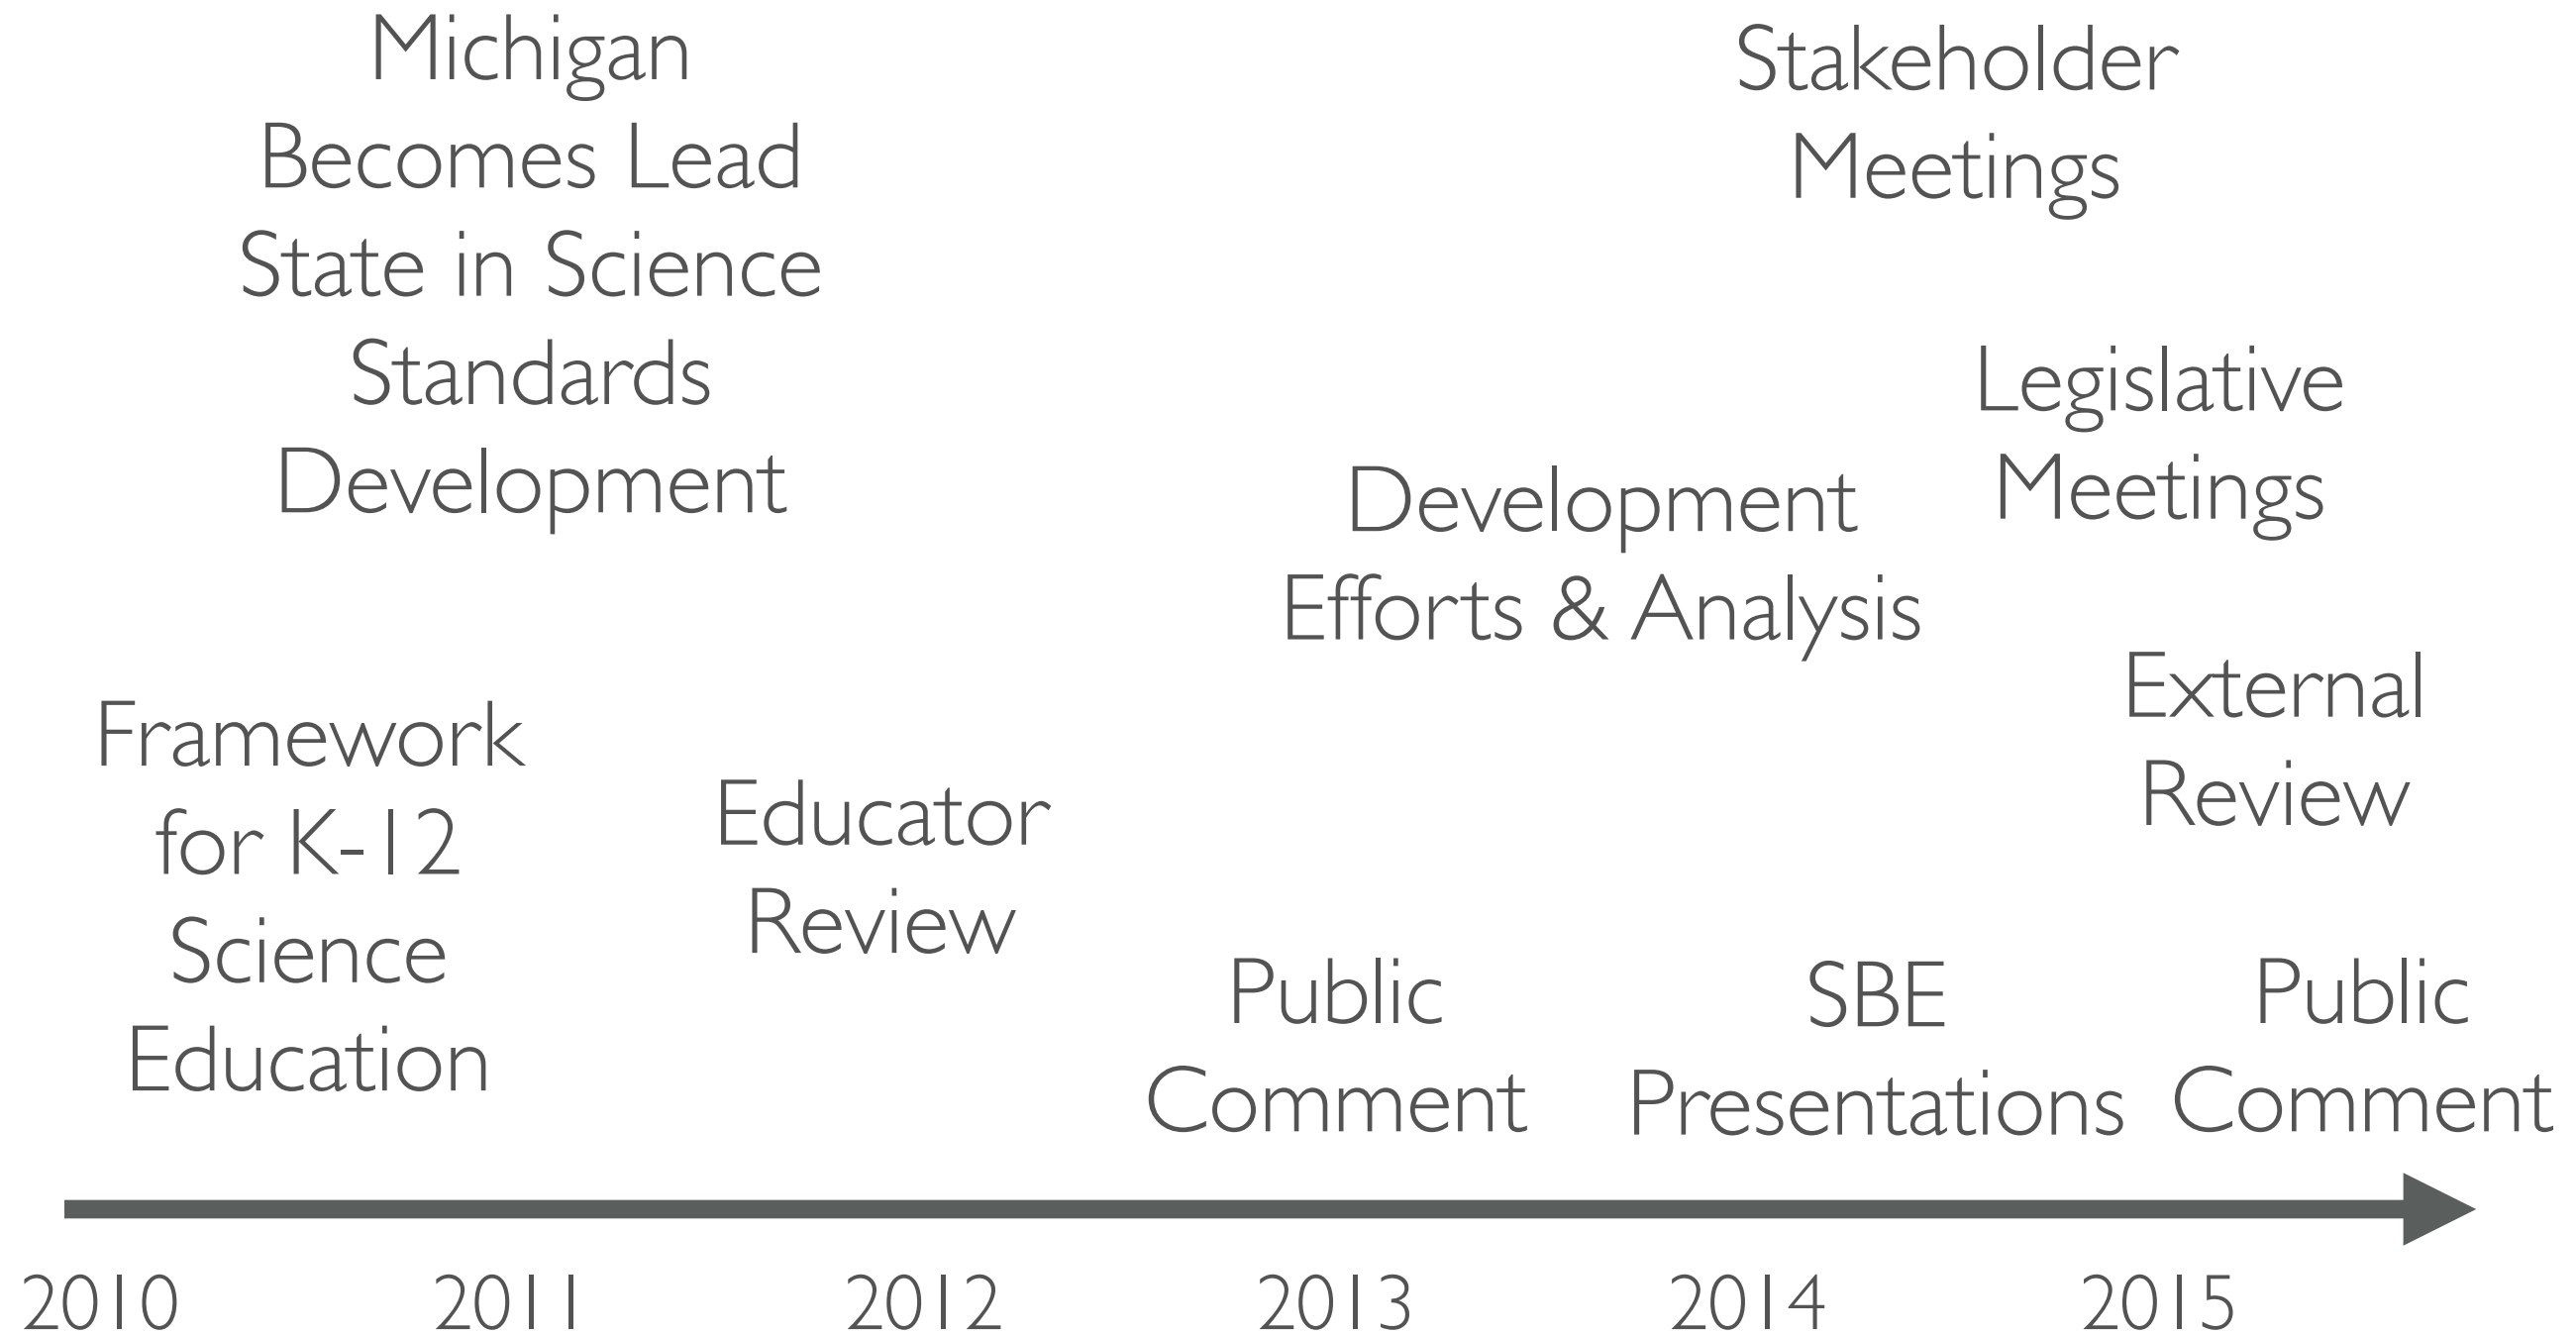 Michigan
Becomes Lead
State in Science
Standards
Development
Framework
for K-12
Science
Education
Educator
Review
Public
Comment
Development
Efforts & Analysis
Stakeholder
Meetings
SBE
Presentations
Legislative
Meetings
External
Review
Public
Comment
2010 2011 2012 2013 2014 2015